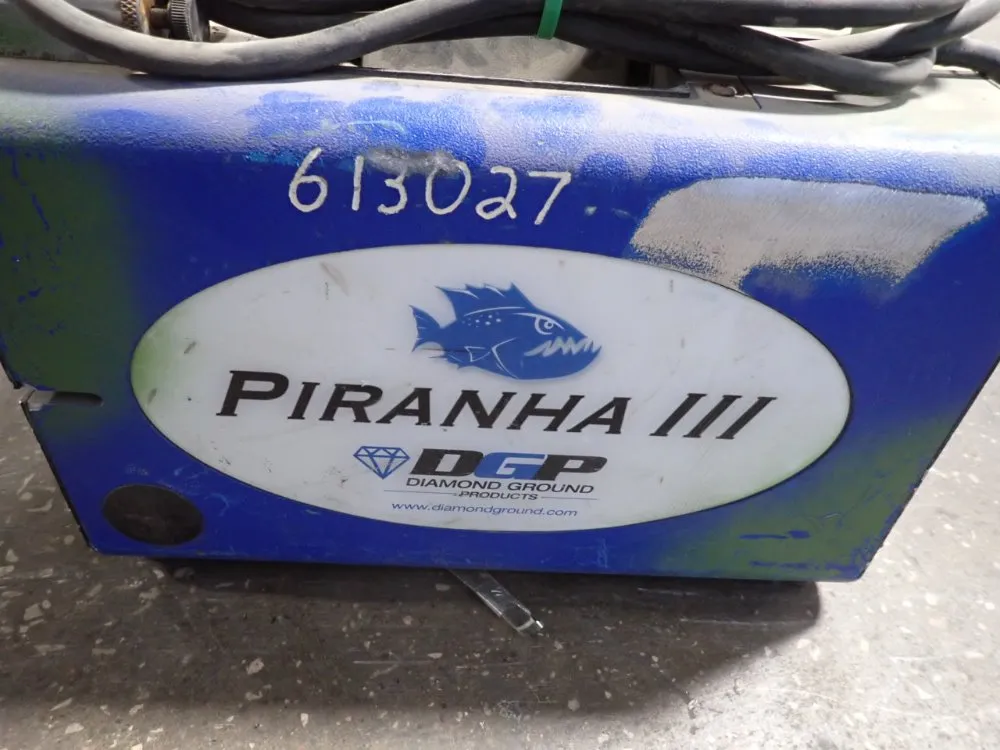 613027
PIRANHA III
DGP
DIAMOND GROUND
PRODUCTS
www.diamondground.com